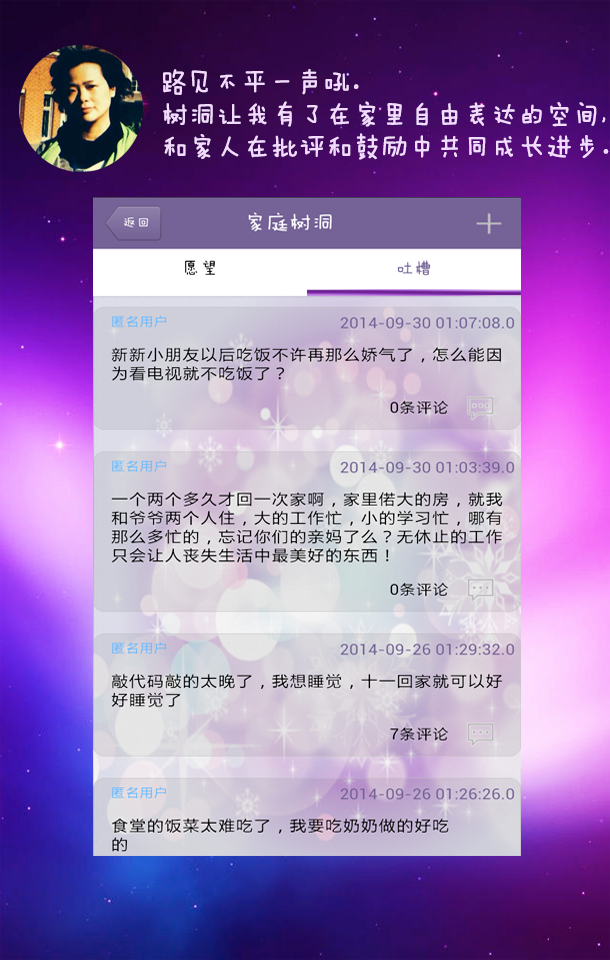 路见不平一声吼.
树洞让我有了在家里自由表达的空间,
和家人在批评和鼓励中共同成长进步.
返回
家庭树洞
愿望
吐槽
匿名用户
2014-09-30 01:07:08.0
新新小朋友以后吃饭不许再那么娇气了，怎么能因
为看电视就不吃饭了？
0条评论
匿名用户
2014-09-30 01:03:39.0
一个两个多久才回一次家啊，家里偌大的房，就我
和爷爷两个人住，大的工作忙，小的学习忙，哪有
那么多忙的，忘记你们的亲妈了么？无休止的工作
只会让人丧失生活中最美好的东西！
0条评论
匿名用户
2014-09-26 01:29:32.0
敲代码敲的太晚了，我想睡觉，十一回家就可以好
好睡觉了
7条评论
匿名用户
2014-09-26 01:26:26.0
食堂的饭菜太难吃了，我要吃奶奶做的好吃
的